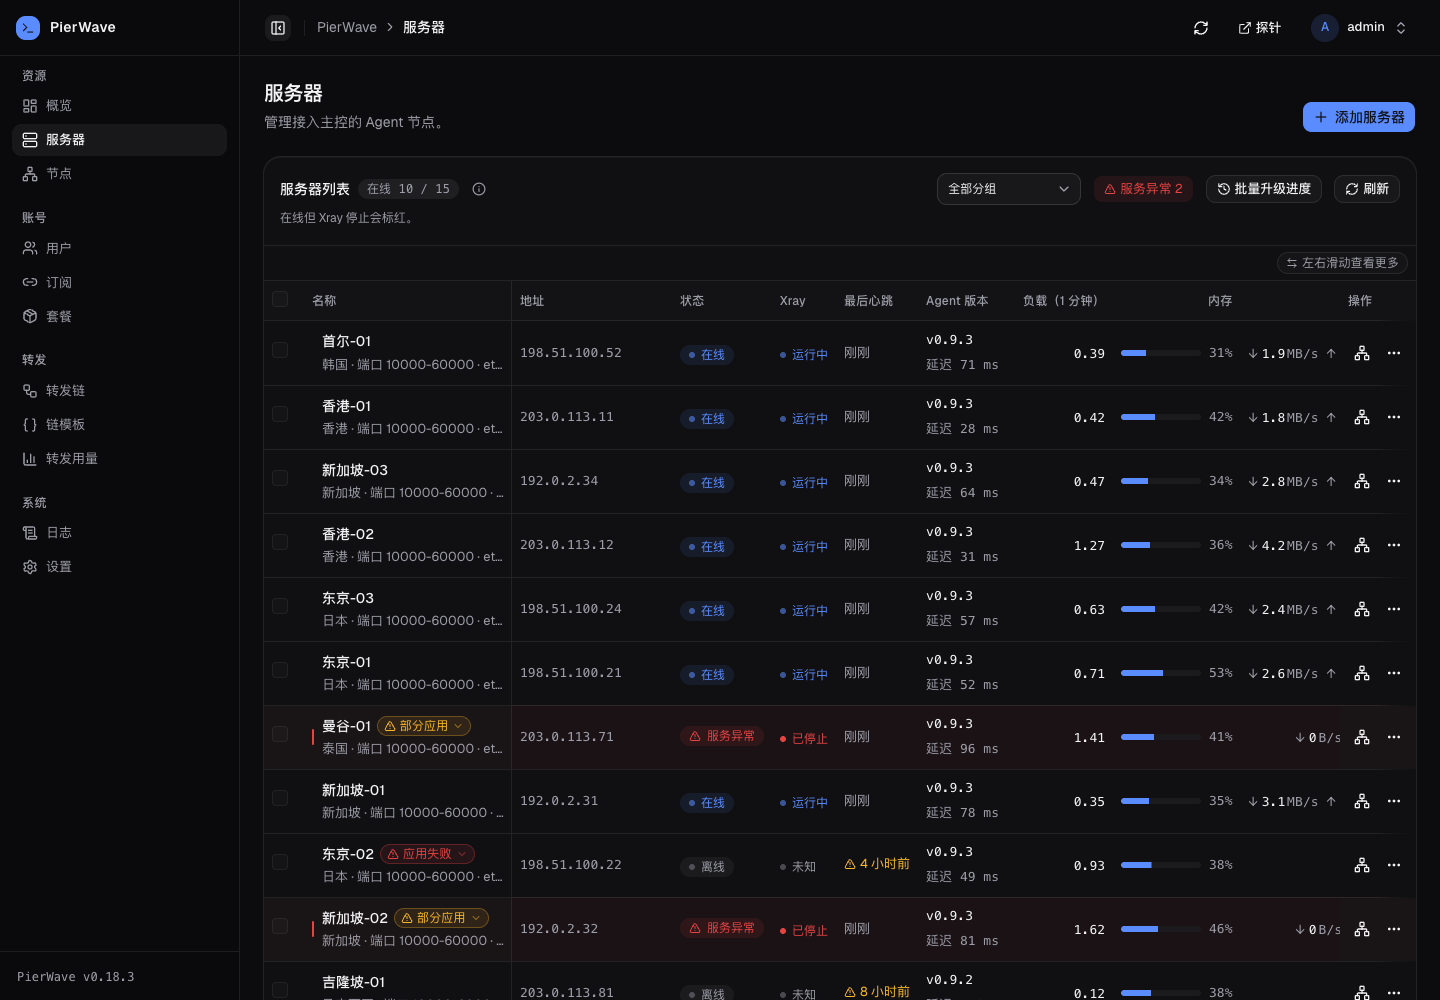 PierWave
PierWave > 服务器
探针
A admin
资源
概览
服务器
节点
账号
用户
订阅
套餐
转发
转发链
链模板
转发用量
系统
日志
设置
PierWave v0.18.3
服务器
管理接入主控的 Agent 节点。
+ 添加服务器
服务器列表 在线 10 / 15
全部分组
服务异常 2
批量升级进度
刷新
在线但 Xray 停止会标红。
左右滑动查看更多
名称 地址 状态 Xray 最后心跳 Agent 版本 负载（1 分钟） 内存 操作
首尔-01
韩国 · 端口 10000-60000 · et…
198.51.100.52 在线 运行中 刚刚
v0.9.3
延迟 71 ms
0.39 31% ↓ 1.9MB/s ↑
香港-01
香港 · 端口 10000-60000 · et…
203.0.113.11 在线 运行中 刚刚
v0.9.3
延迟 28 ms
0.42 42% ↓ 1.8MB/s ↑
新加坡-03
新加坡 · 端口 10000-60000 · …
192.0.2.34 在线 运行中 刚刚
v0.9.3
延迟 64 ms
0.47 34% ↓ 2.8MB/s ↑
香港-02
香港 · 端口 10000-60000 · et…
203.0.113.12 在线 运行中 刚刚
v0.9.3
延迟 31 ms
1.27 36% ↓ 4.2MB/s ↑
东京-03
日本 · 端口 10000-60000 · et…
198.51.100.24 在线 运行中 刚刚
v0.9.3
延迟 57 ms
0.63 42% ↓ 2.4MB/s ↑
东京-01
日本 · 端口 10000-60000 · et…
198.51.100.21 在线 运行中 刚刚
v0.9.3
延迟 52 ms
0.71 53% ↓ 2.6MB/s ↑
曼谷-01 部分应用
泰国 · 端口 10000-60000 · et…
203.0.113.71 服务异常 已停止 刚刚
v0.9.3
延迟 96 ms
1.41 41% ↓ 0B/s
新加坡-01
新加坡 · 端口 10000-60000 · …
192.0.2.31 在线 运行中 刚刚
v0.9.3
延迟 78 ms
0.35 35% ↓ 3.1MB/s ↑
东京-02 应用失败
日本 · 端口 10000-60000 · et…
198.51.100.22 离线 未知 4 小时前
v0.9.3
延迟 49 ms
0.93 38%
新加坡-02 部分应用
新加坡 · 端口 10000-60000 · …
192.0.2.32 服务异常 已停止 刚刚
v0.9.3
延迟 81 ms
1.62 46% ↓ 0B/s
吉隆坡-01
203.0.113.81 离线 未知 8 小时前
v0.9.2
0.12 38%